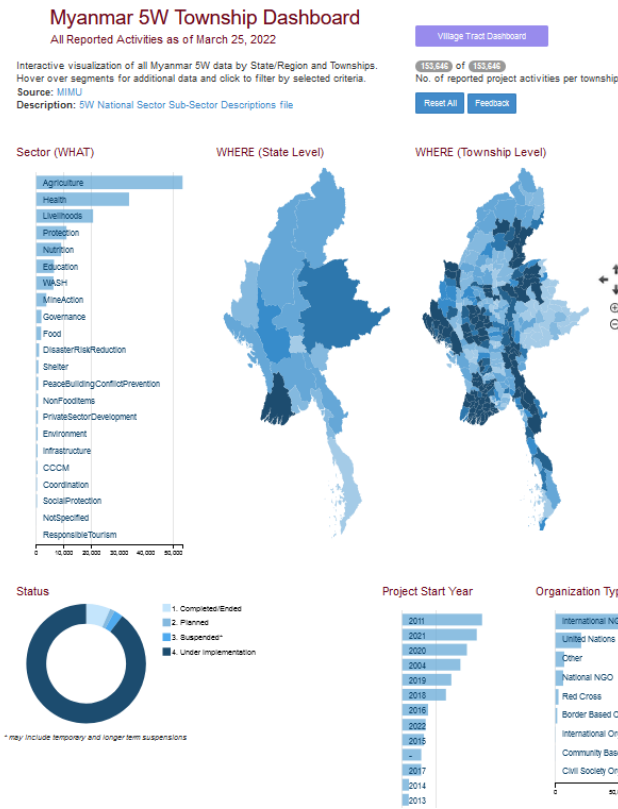 Myanmar 5W Township Dashboard
All Reported Activities as of March 25, 2022
Village Tract Dashboard
Interactive visualization of all Myanmar 5W data by State/Region and Townships.
Hover over segments for additional data and click to filter by selected criteria.
Source: MIMU
Description: 5W National Sector Sub-Sector Descriptions file
153,646 of 153,646
No. of reported project activities per township
Reset All
Feedback
Sector (WHAT)
Agriculture
Health
Livelihoods
Protection
Nutrition
Education
WASH
MineAction
Governance
Food
DisasterRiskReduction
Shelter
PeaceBuildingConflictPrevention
NonFoodItems
PrivateSectorDevelopment
Environment
Infrastructure
CCCM
Coordination
SocialProtection
NotSpecified
ResponsibleTourism
0 10,000 20,000 30,000 40,000 50,000
WHERE (State Level)
WHERE (Township Level)
Status
1. Completed/Ended
2. Planned
3. Suspended*
4. Under Implementation
* may include temporary and longer term suspensions
Project Start Year
2011
2021
2020
2004
2019
2018
2016
2022
2015
-
2017
2014
2013
Organization Typ
International NG
United Nations
Other
National NGO
Red Cross
Border Based O
International Or
Community Bas
Civil Society Or
0